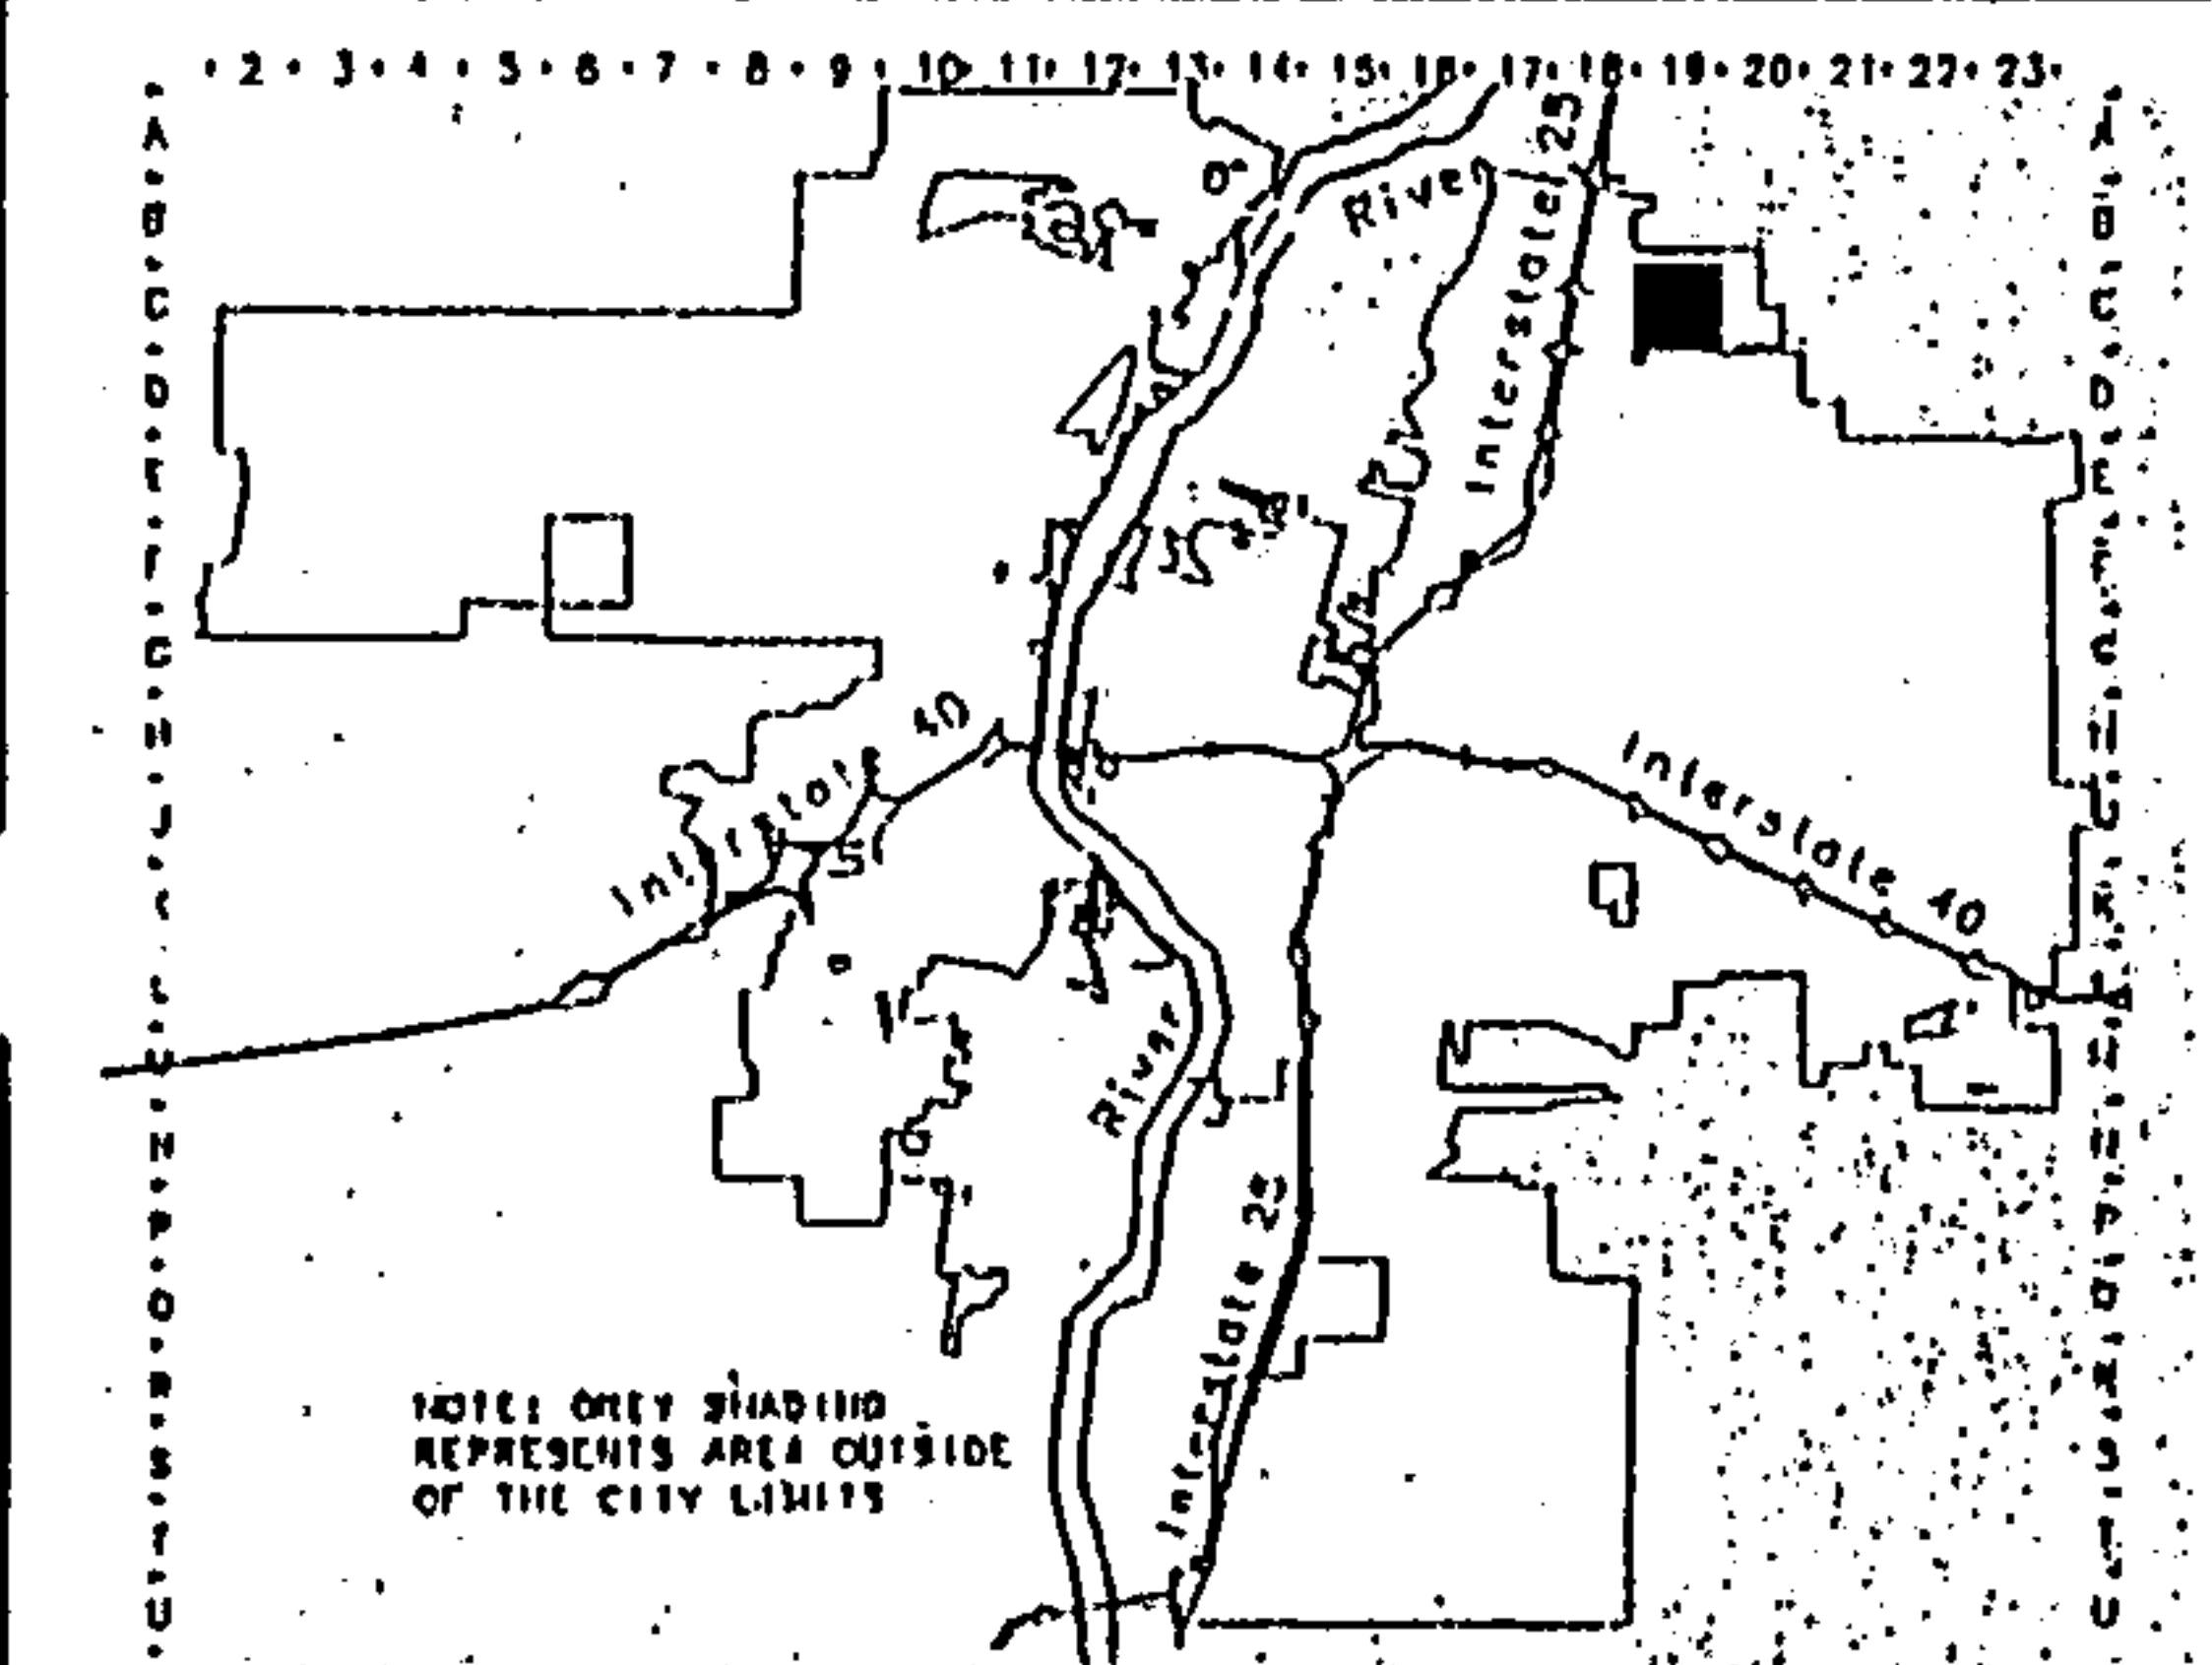 2 3 4 5 6 7 8 9 10 11 12 13 14 15 16 17 18 19 20 21 22 23
A A
B B
C C
D D
E E
F F
G G
H H
J J
K K
L L
M M
N N
P P
Q Q
R R
S S
T T
U U
River
Interstate 25
Interstate 40
Interstate 40
River
Interstate 25
NOTE: ONLY SHADING
REPRESENTS AREA OUTSIDE
OF THE CITY LIMITS